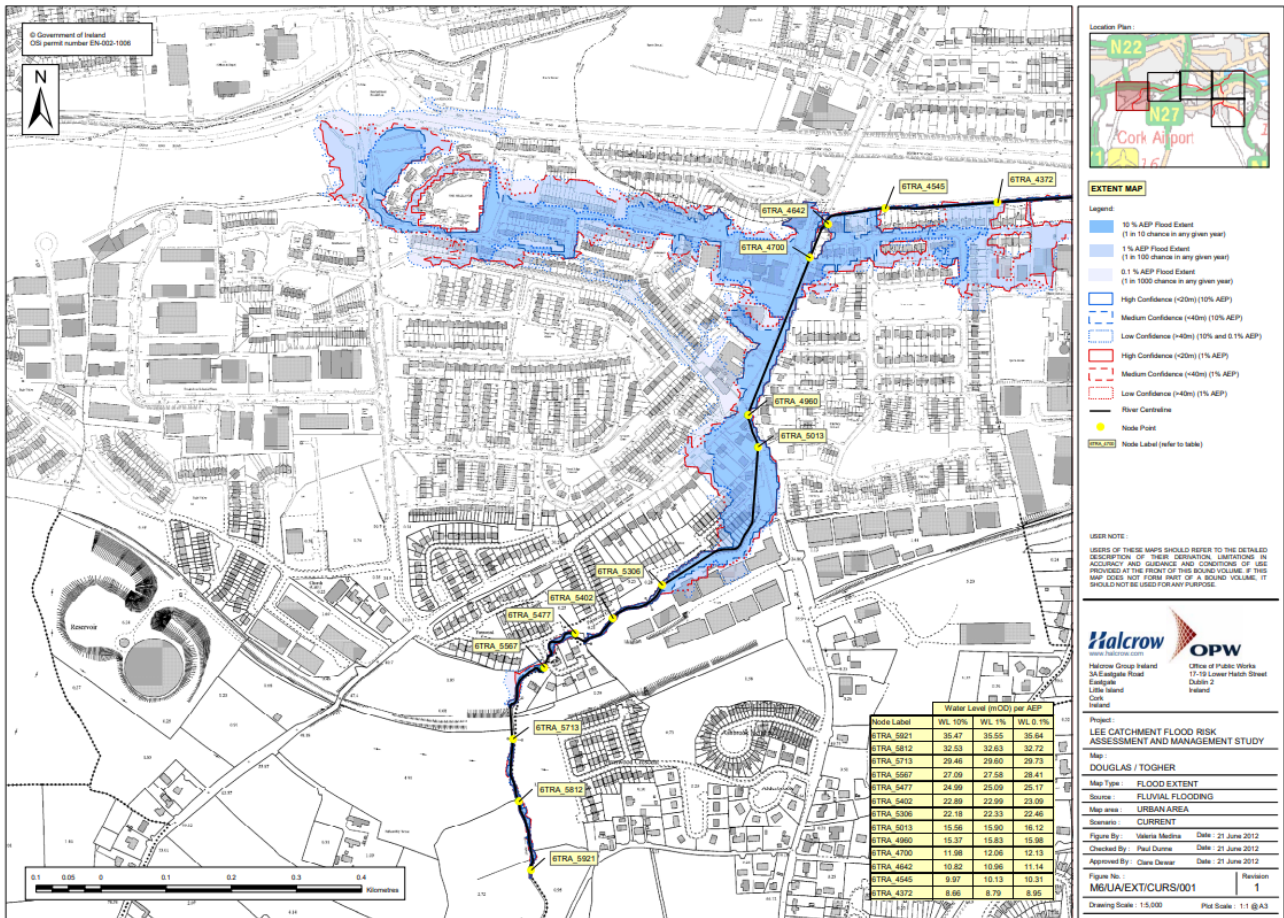 © Government of Ireland
OSi permit number EN-002-1006
N
6TRA_4545
6TRA_4372
6TRA_4642
6TRA_4700
6TRA_4960
6TRA_5013
6TRA_5306
6TRA_5402
6TRA_5477
6TRA_5567
6TRA_5713
6TRA_5812
6TRA_5921
Reservoir
0.1 0.05 0 0.1 0.2 0.3 0.4
Kilometres
Water Level (mOD) per AEP
Node Label WL 10% WL 1% WL 0.1%
6TRA_5921 35.47 35.55 35.64
6TRA_5812 32.53 32.63 32.72
6TRA_5713 29.46 29.60 29.73
6TRA_5567 27.09 27.58 28.41
6TRA_5477 24.99 25.09 25.17
6TRA_5402 22.89 22.99 23.09
6TRA_5306 22.18 22.33 22.46
6TRA_5013 15.56 15.90 16.12
6TRA_4960 15.37 15.83 15.98
6TRA_4700 11.98 12.06 12.13
6TRA_4642 10.82 10.96 11.14
6TRA_4545 9.97 10.13 10.31
6TRA_4372 8.66 8.79 8.95
Location Plan :
N22
N27
Cork Airport
EXTENT MAP
Legend:
10 % AEP Flood Extent
(1 in 10 chance in any given year)
1 % AEP Flood Extent
(1 in 100 chance in any given year)
0.1 % AEP Flood Extent
(1 in 1000 chance in any given year)
High Confidence (<20m) (10% AEP)
Medium Confidence (<40m) (10% AEP)
Low Confidence (>40m) (10% and 0.1% AEP)
High Confidence (<20m) (1% AEP)
Medium Confidence (<40m) (1% AEP)
Low Confidence (>40m) (1% AEP)
River Centreline
Node Point
6TRA_4700 Node Label (refer to table)
USER NOTE :
USERS OF THESE MAPS SHOULD REFER TO THE DETAILED
DESCRIPTION OF THEIR DERIVATION, LIMITATIONS IN
ACCURACY AND GUIDANCE AND CONDITIONS OF USE
PROVIDED AT THE FRONT OF THIS BOUND VOLUME. IF THIS
MAP DOES NOT FORM PART OF A BOUND VOLUME, IT
SHOULD NOT BE USED FOR ANY PURPOSE.
Halcrow
www.halcrow.com
OPW
Halcrow Group Ireland
3A Eastgate Road
Eastgate
Little Island
Cork
Ireland
Office of Public Works
17-19 Lower Hatch Street
Dublin 2
Ireland
Project :
LEE CATCHMENT FLOOD RISK
ASSESSMENT AND MANAGEMENT STUDY
Map :
DOUGLAS / TOGHER
Map Type : FLOOD EXTENT
Source : FLUVIAL FLOODING
Map area : URBAN AREA
Scenario : CURRENT
Figure By : Valeria Medina Date : 21 June 2012
Checked By : Paul Dunne Date : 21 June 2012
Approved By : Clare Dewar Date : 21 June 2012
Figure No. :
M6/UA/EXT/CURS/001
Revision
1
Drawing Scale : 1:5,000 Plot Scale : 1:1 @ A3